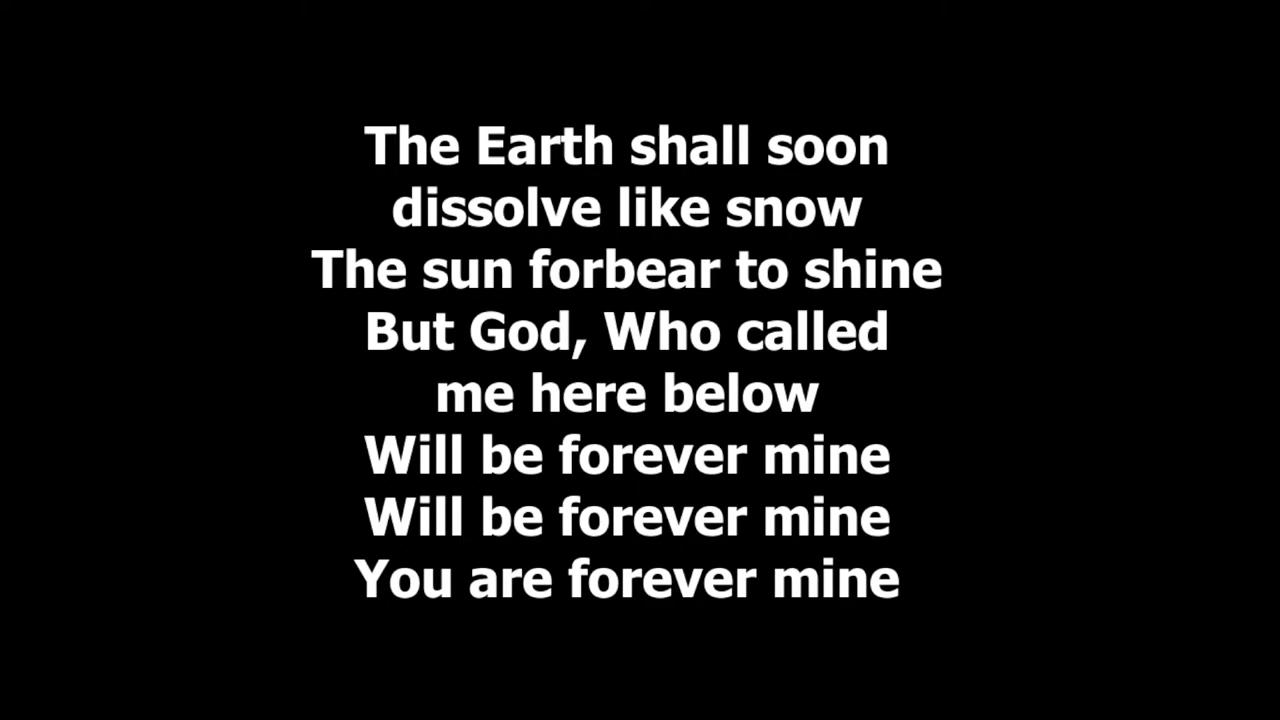 The Earth shall soon
dissolve like snow
The sun forbear to shine
But God, Who called
me here below
Will be forever mine
Will be forever mine
You are forever mine